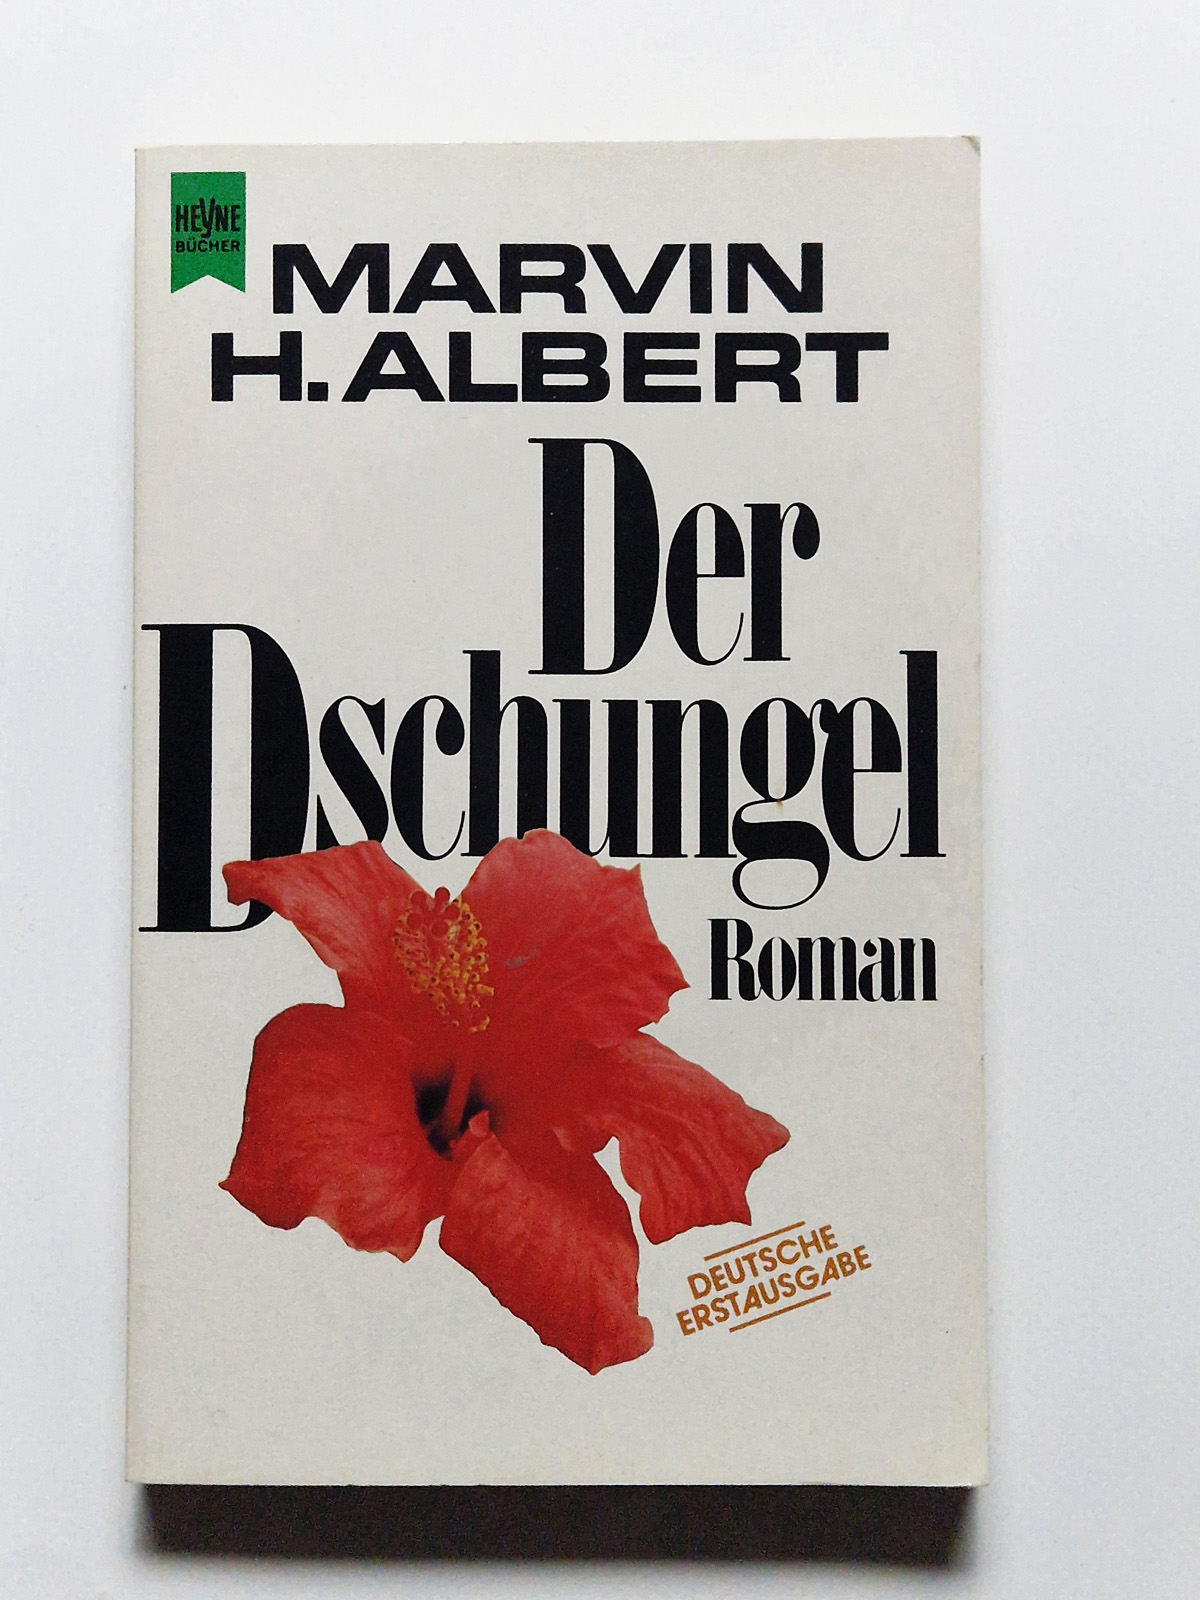 HEYNE
BÜCHER
MARVIN
H. ALBERT
Der
Dschungel
Roman
DEUTSCHE
ERSTAUSGABE